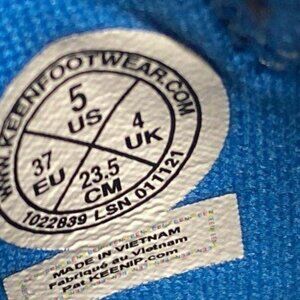 WWW.KEENFOOTWEAR.COM
5
US
4
UK
37
EU
23.5
CM
1022839 LSN 011121
MADE IN VIETNAM
Fabriqué au Vietnam
Pat KEENIP.com